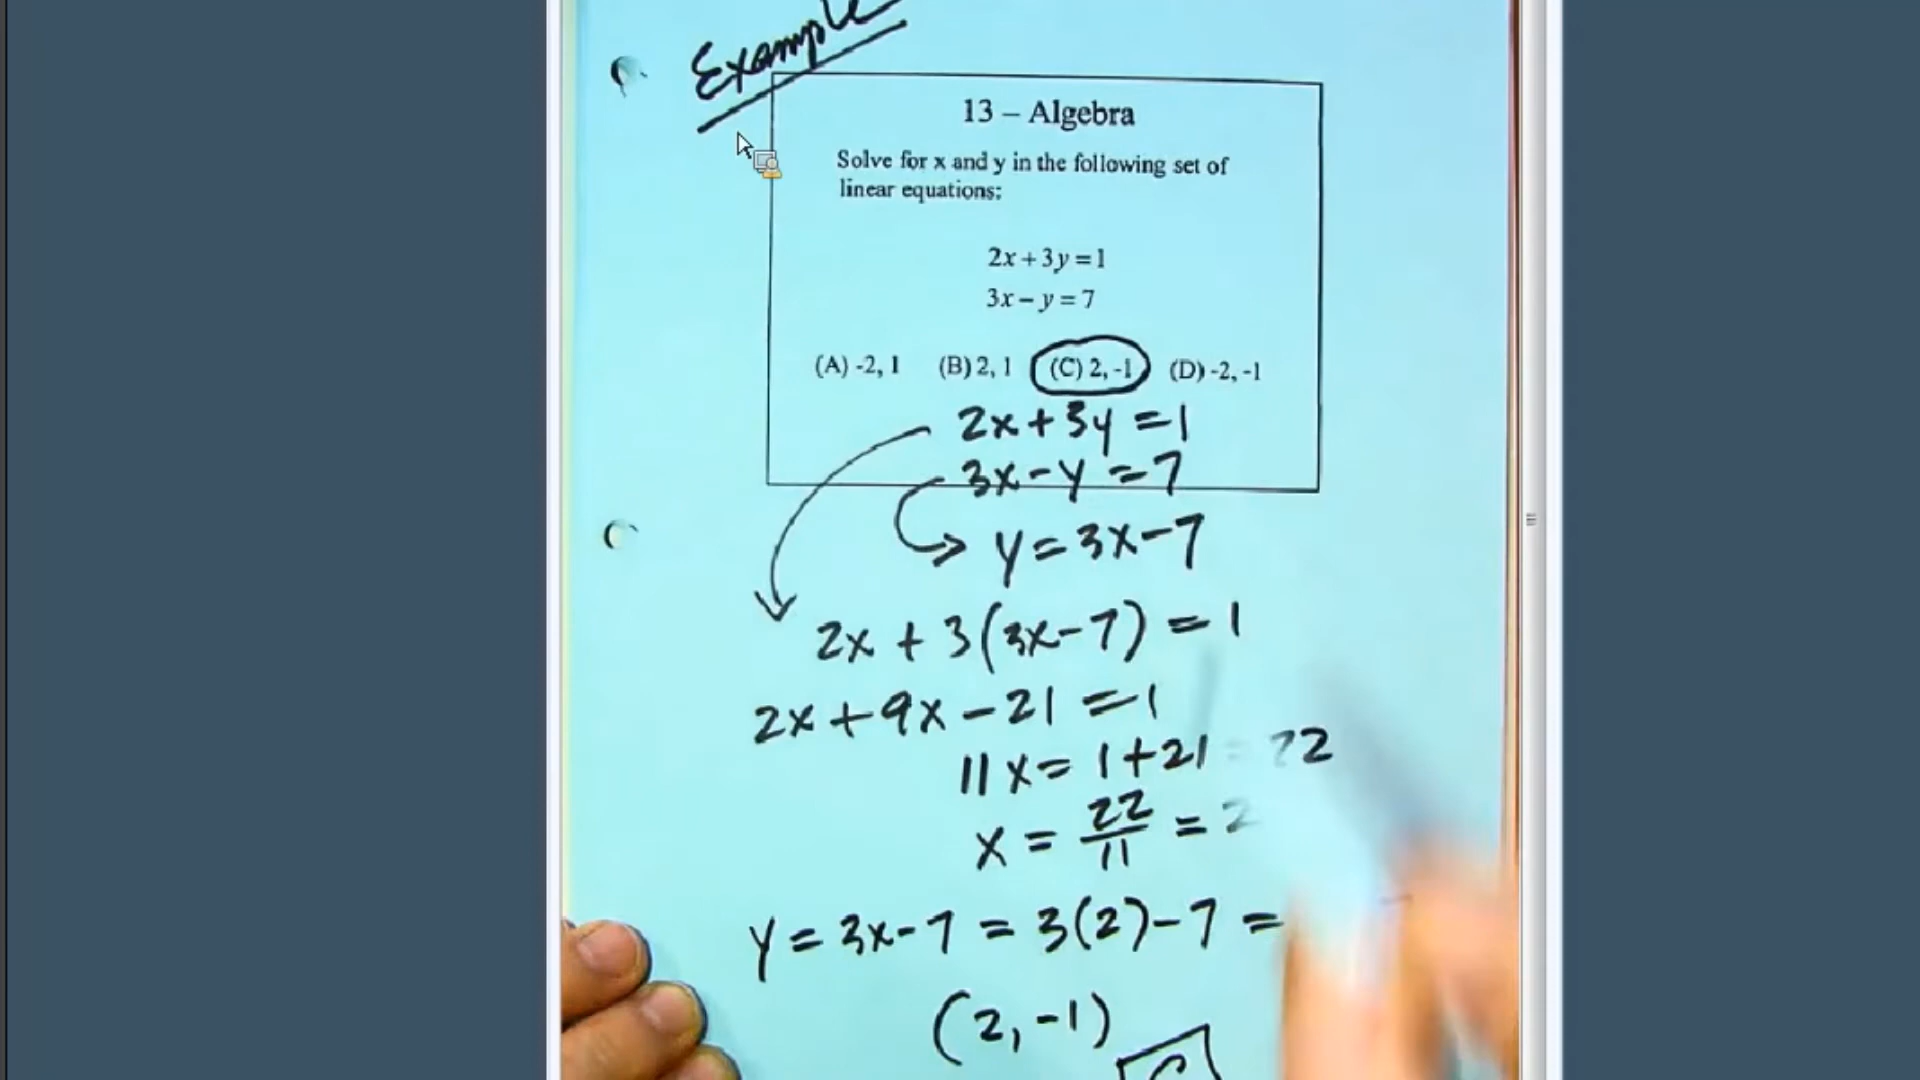 Example
13 – Algebra
Solve for x and y in the following set of
linear equations:
2x + 3y = 1
3x – y = 7
(A) -2, 1 (B) 2, 1 (C) 2, -1 (D) -2, -1
2x + 3y = 1
3x - y = 7
y = 3x - 7
2x + 3(3x - 7) = 1
2x + 9x - 21 = 1
11x = 1 + 21 = 22
x = 22/11 = 2
y = 3x - 7 = 3(2) - 7 =
(2, -1)